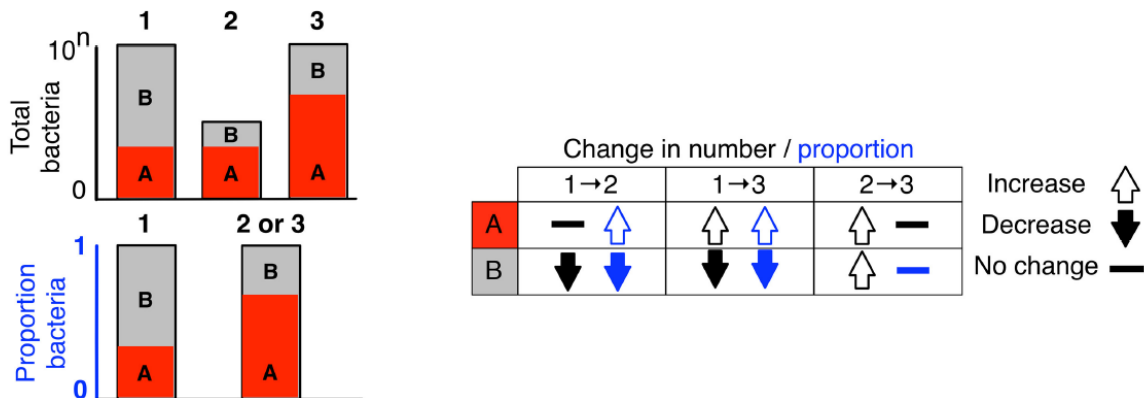 1 2 3
10ⁿ
B
B
B
Total
bacteria
A
A
A
0
1 2 or 3
1
B
B
Proportion
bacteria
A
A
0
Change in number / proportion
1→2 1→3 2→3
A
B
Increase
Decrease
No change